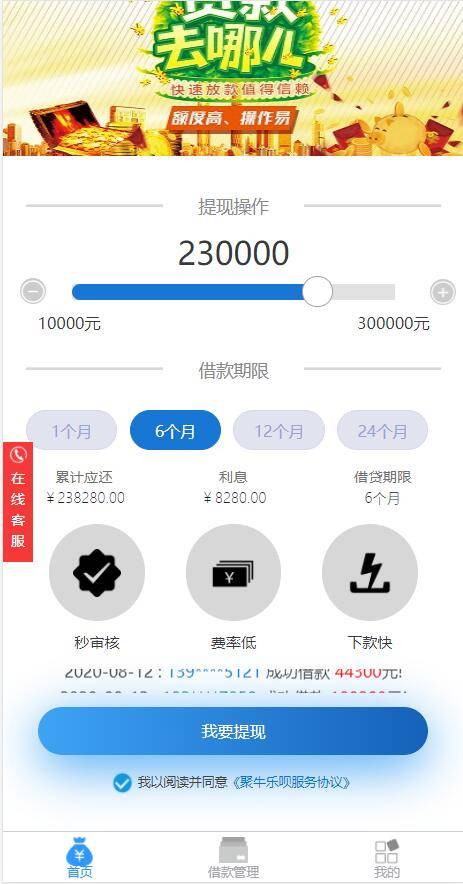 贷款
去哪儿
快速放款值得信赖
额度高、操作易
提现操作
230000
10000元
300000元
借款期限
1个月
6个月
12个月
24个月
在线客服
累计应还
利息
借贷期限
￥238280.00
￥8280.00
6个月
¥
秒审核
费率低
下款快
2020-08-12：139****5121 成功借款 44300元!
我要提现
我以阅读并同意《聚牛乐呗服务协议》
¥
首页
借款管理
我的